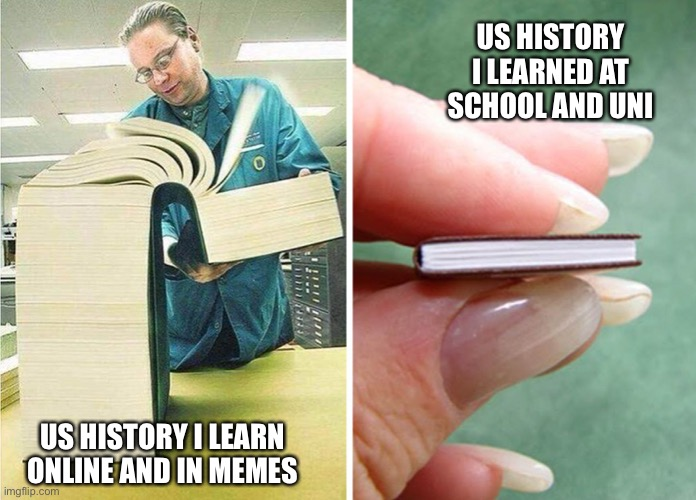 US HISTORY
I LEARNED AT
SCHOOL AND UNI
US HISTORY I LEARN
ONLINE AND IN MEMES
imgflip.com